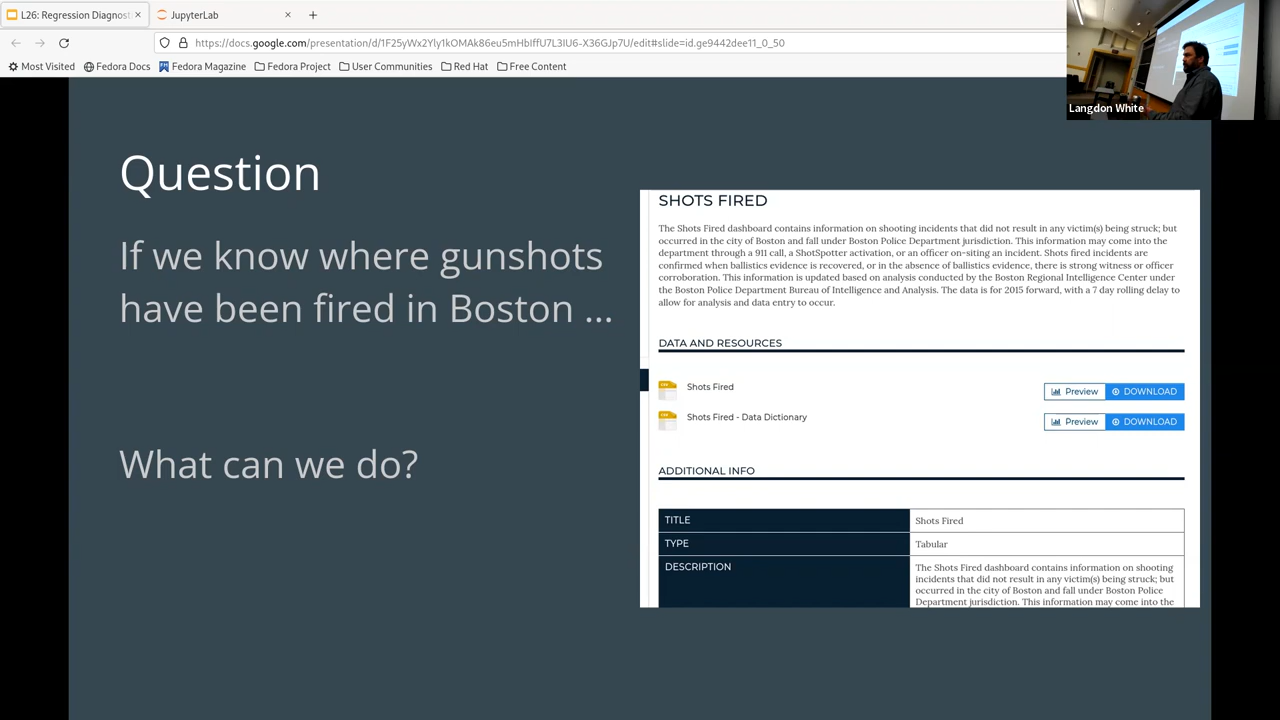 L26: Regression Diagnost
JupyterLab
https://docs.google.com/presentation/d/1F25yWx2Yly1kOMAk86eu5mHbIffU7L3IU6-X36GJp7U/edit#slide=id.ge9442dee11_0_50
Most Visited
Fedora Docs
Fedora Magazine
Fedora Project
User Communities
Red Hat
Free Content
Langdon White
Question
If we know where gunshots
have been fired in Boston ...
What can we do?
SHOTS FIRED
The Shots Fired dashboard contains information on shooting incidents that did not result in any victim(s) being struck; but
occurred in the city of Boston and fall under Boston Police Department jurisdiction. This information may come into the
department through a 911 call, a ShotSpotter activation, or an officer on-siting an incident. Shots fired incidents are
confirmed when ballistics evidence is recovered, or in the absence of ballistics evidence, there is strong witness or officer
corroboration. This information is updated based on analysis conducted by the Boston Regional Intelligence Center under
the Boston Police Department Bureau of Intelligence and Analysis. The data is for 2015 forward, with a 7 day rolling delay to
allow for analysis and data entry to occur.
DATA AND RESOURCES
Shots Fired
Preview
DOWNLOAD
Shots Fired - Data Dictionary
Preview
DOWNLOAD
ADDITIONAL INFO
TITLE
Shots Fired
TYPE
Tabular
DESCRIPTION
The Shots Fired dashboard contains information on shooting
incidents that did not result in any victim(s) being struck; but
occurred in the city of Boston and fall under Boston Police
Department jurisdiction. This information may come into the